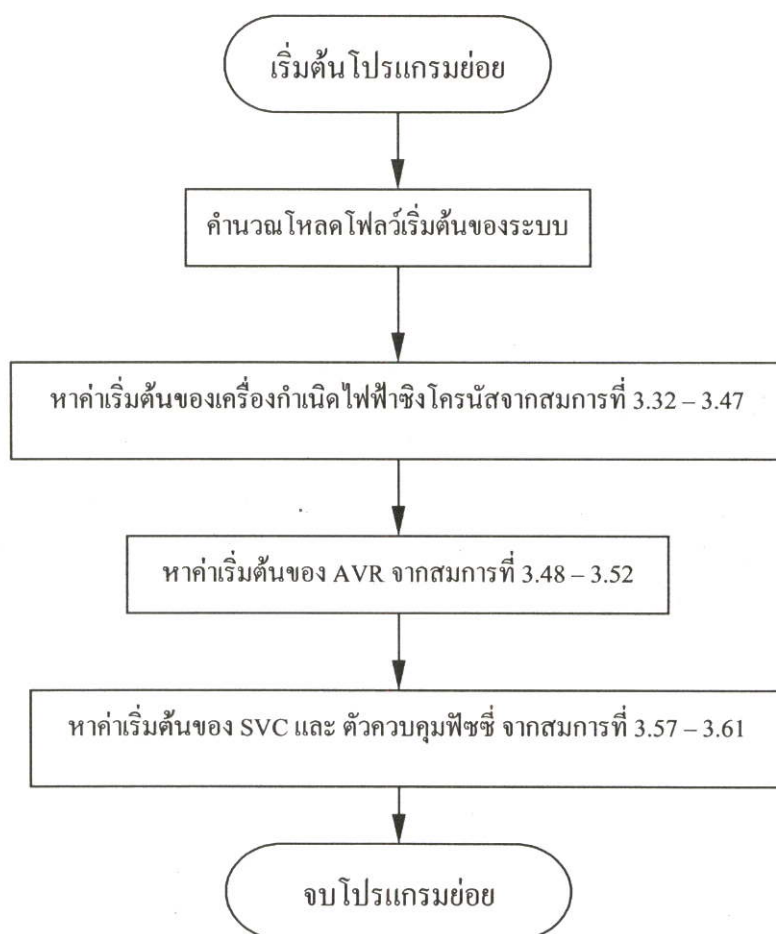 เริ่มต้นโปรแกรมย่อย
คำนวณโหลดโฟลว์เริ่มต้นของระบบ
หาค่าเริ่มต้นของเครื่องกำเนิดไฟฟ้าซิงโครนัสจากสมการที่ 3.32 – 3.47
หาค่าเริ่มต้นของ AVR จากสมการที่ 3.48 – 3.52
หาค่าเริ่มต้นของ SVC และ ตัวควบคุมฟัซซี่ จากสมการที่ 3.57 – 3.61
จบโปรแกรมย่อย